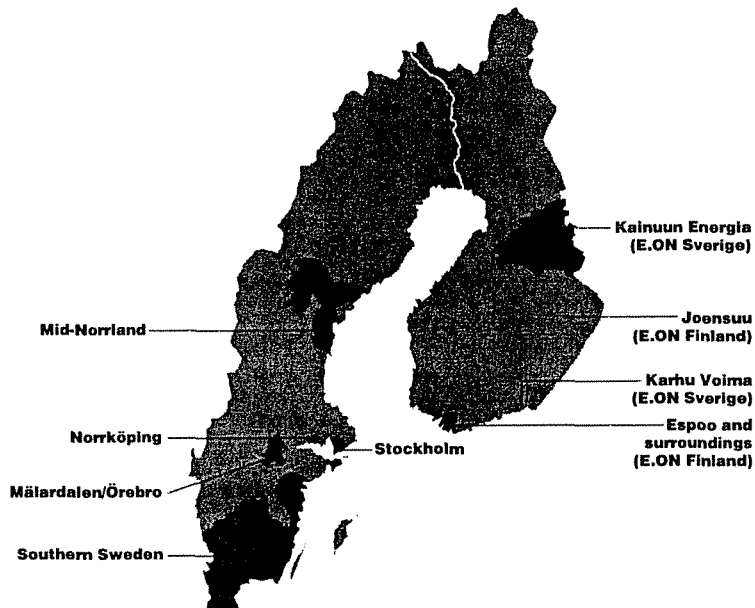 Kainuun Energia
(E.ON Sverige)
Mid-Norrland
Joensuu
(E.ON Finland)
Karhu Voima
(E.ON Sverige)
Norrköping
Espoo and
surroundings
(E.ON Finland)
Stockholm
Mälardalen/Örebro
Southern Sweden